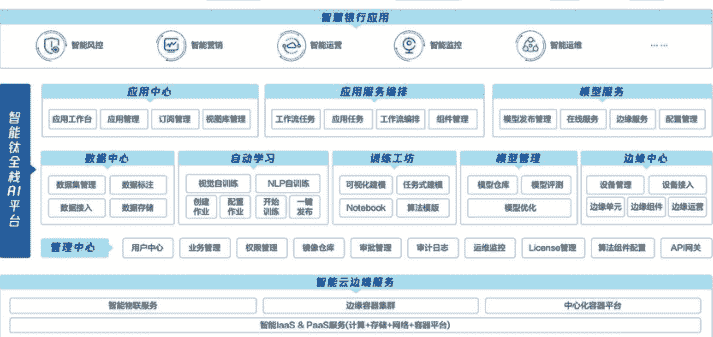 智慧银行应用
智能风控 智能营销 智能运营 智能监控 智能运维 ……
智能钛全栈AI平台
应用中心 应用服务编排 模型服务
应用工作台 应用管理 订阅管理 视图库管理 工作流任务 应用任务 工作流编排 组件管理 模型发布管理 在线服务 边缘服务 配置管理
数据中心 自动学习 训练工坊 模型管理 边缘中心
数据集管理 数据标注 视觉自训练 NLP自训练 可视化建模 任务式建模 模型仓库 模型评测 设备管理 设备接入
数据接入 数据存储 创建作业 配置作业 开始训练 一键发布 Notebook 算法模版 模型优化 边缘单元 边缘组件 边缘运营
管理中心 用户中心 业务管理 权限管理 镜像仓库 审批管理 审计日志 运维监控 License管理 算法组件配置 API网关
智能云边端服务
智能物联服务 边缘容器集群 中心化容器平台
智能IaaS & PaaS服务(计算+存储+网络+容器平台)